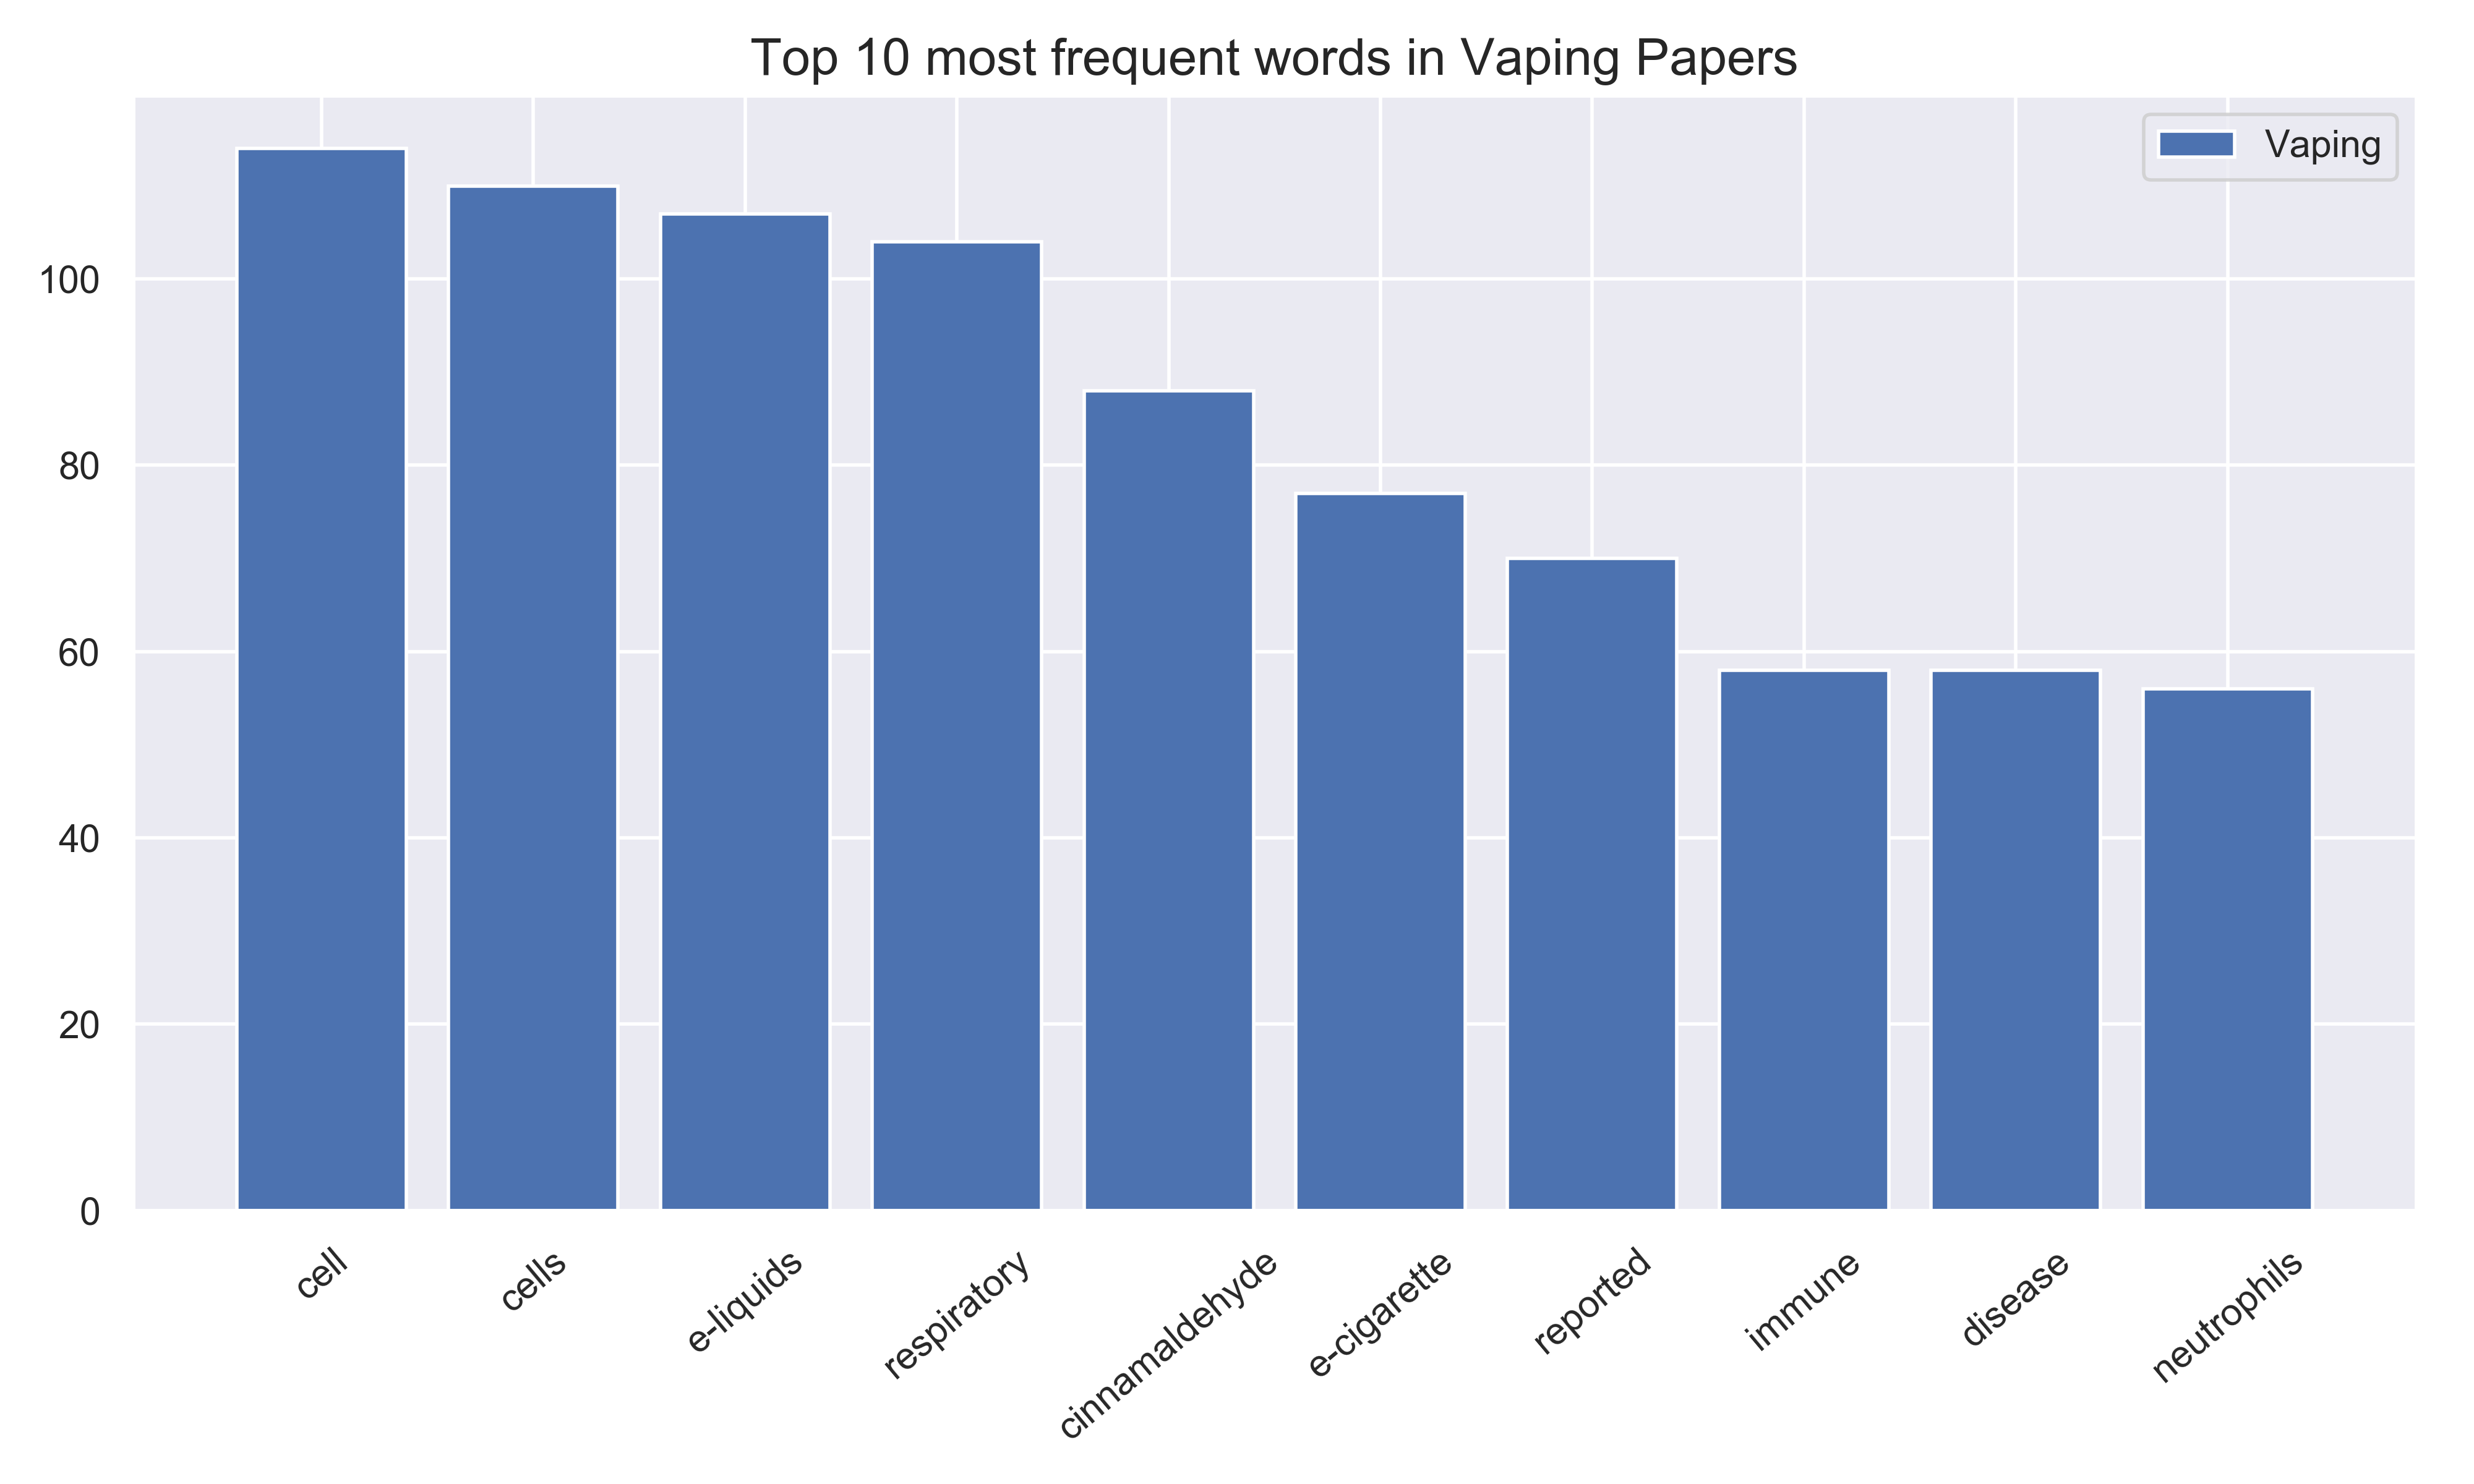 Top 10 most frequent words in Vaping Papers
Vaping
100
80
60
40
20
0
cell
cells
e-liquids
respiratory
cinnamaldehyde
e-cigarette
reported
immune
disease
neutrophils